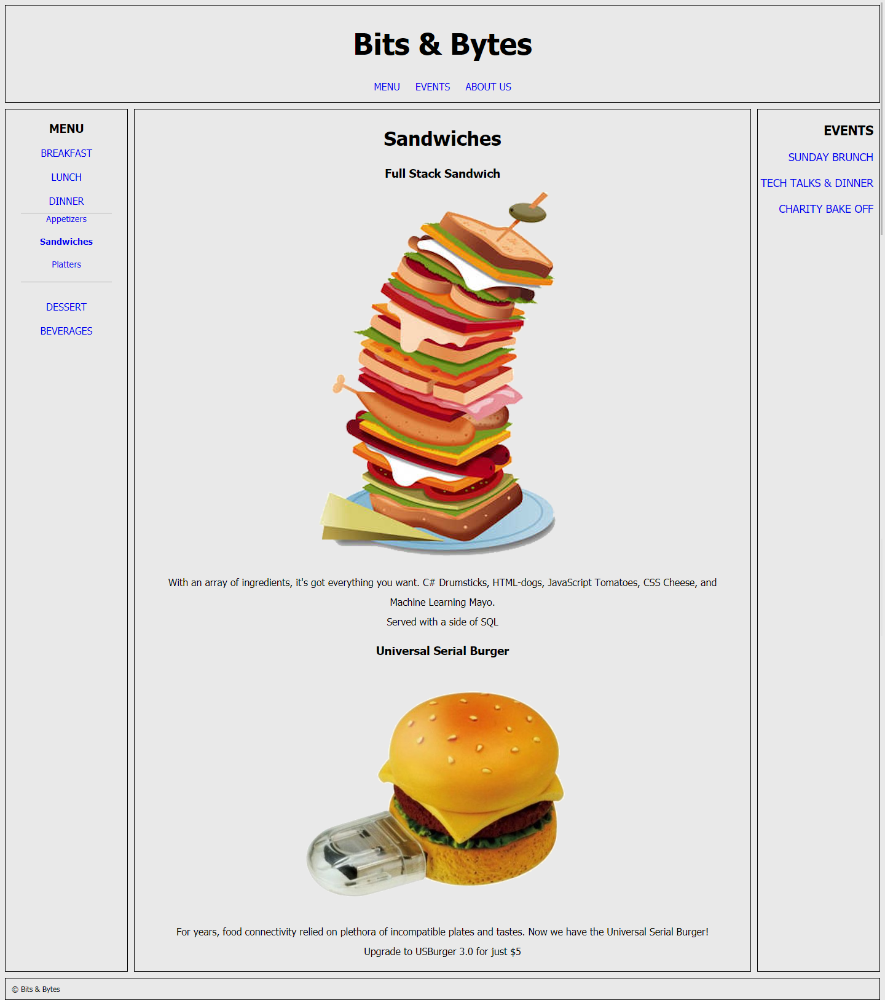 Bits & Bytes
MENU EVENTS ABOUT US
MENU
BREAKFAST
LUNCH
DINNER
Appetizers
Sandwiches
Platters
DESSERT
BEVERAGES
Sandwiches
Full Stack Sandwich
With an array of ingredients, it's got everything you want. C# Drumsticks, HTML-dogs, JavaScript Tomatoes, CSS Cheese, and
Machine Learning Mayo.
Served with a side of SQL
Universal Serial Burger
For years, food connectivity relied on plethora of incompatible plates and tastes. Now we have the Universal Serial Burger!
Upgrade to USBurger 3.0 for just $5
EVENTS
SUNDAY BRUNCH
TECH TALKS & DINNER
CHARITY BAKE OFF
© Bits & Bytes